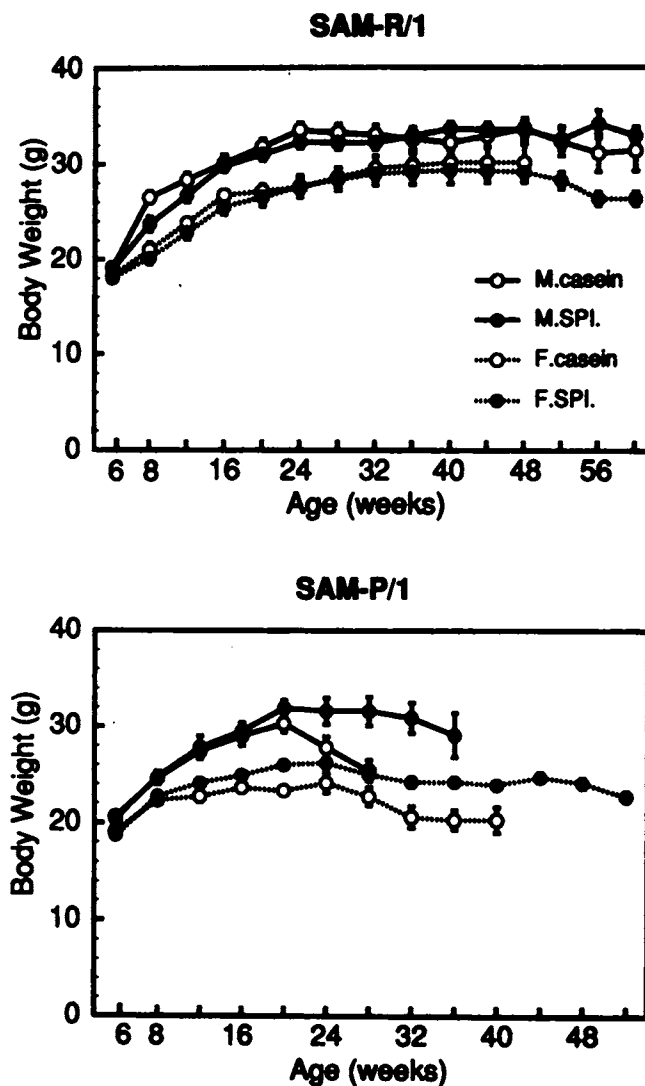 SAM-R/1
40
30
20
10
0
Body Weight (g)
M.casein
M.SPI.
F.casein
F.SPI.
6 8 16 24 32 40 48 56
Age (weeks)
SAM-P/1
40
30
20
10
0
Body Weight (g)
6 8 16 24 32 40 48
Age (weeks)